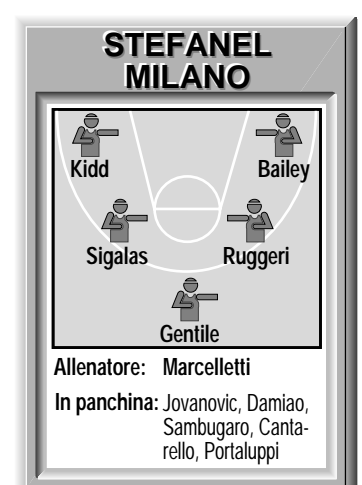 STEFANEL
MILANO
Kidd
Bailey
Sigalas
Ruggeri
Gentile
Allenatore: Marcelletti
In panchina: Jovanovic, Damiao,
Sambugaro, Canta-
rello, Portaluppi